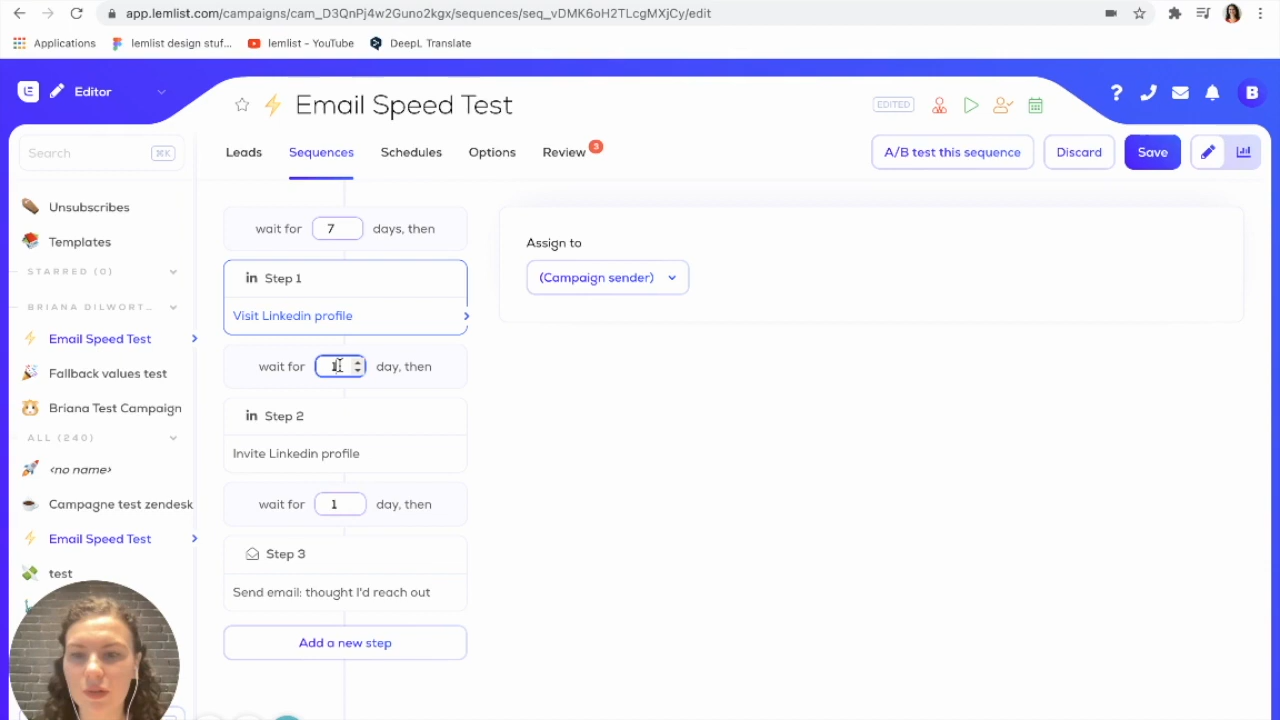 app.lemlist.com/campaigns/cam_D3QnPj4w2Guno2kgx/sequences/seq_vDMK6oH2TLcgMXjCy/edit
Applications
lemlist design stuf...
lemlist - YouTube
DeepL Translate
Editor
Email Speed Test
EDITED
B
Search
⌘K
Leads
Sequences
Schedules
Options
Review
3
A/B test this sequence
Discard
Save
Unsubscribes
Templates
STARRED (0)
BRIANA DILWORT...
Email Speed Test
Fallback values test
Briana Test Campaign
ALL (240)
<no name>
Campagne test zendesk
Email Speed Test
test
wait for 7 days, then
in Step 1
Visit Linkedin profile
wait for 1 day, then
in Step 2
Invite Linkedin profile
wait for 1 day, then
Step 3
Send email: thought I'd reach out
Add a new step
Assign to
(Campaign sender)